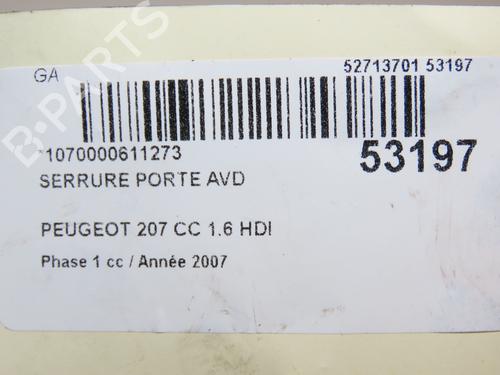 GA
52713701 53197
*1070000611273
53197
SERRURE PORTE AVD
PEUGEOT 207 CC 1.6 HDI
Phase 1 cc / Année 2007
B-PARTS